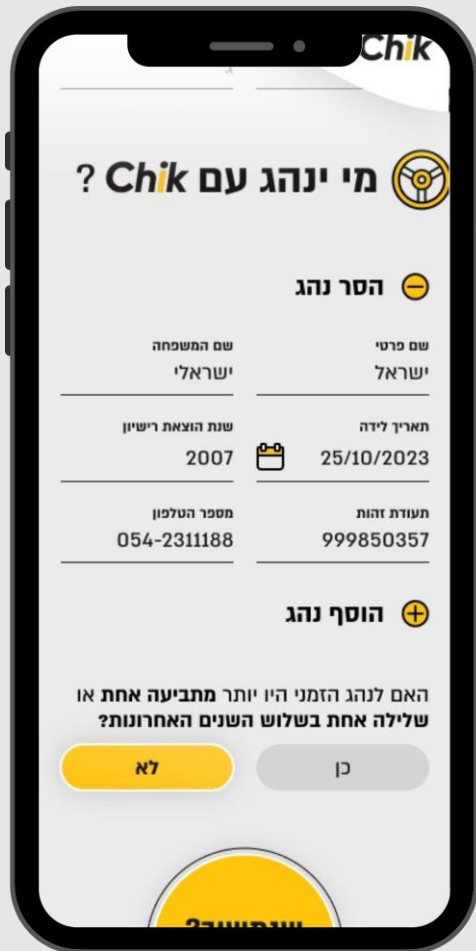 Chik
מי ינהג עם Chik ?
הסר נהג
שם פרטי
שם המשפחה
ישראל
ישראלי
תאריך לידה
שנת הוצאת רישיון
25/10/2023
2007
תעודת זהות
מספר הטלפון
999850357
054-2311188
הוסף נהג
האם לנהג הזמני היו יותר מתביעה אחת או
שלילה אחת בשלוש השנים האחרונות?
כן
לא